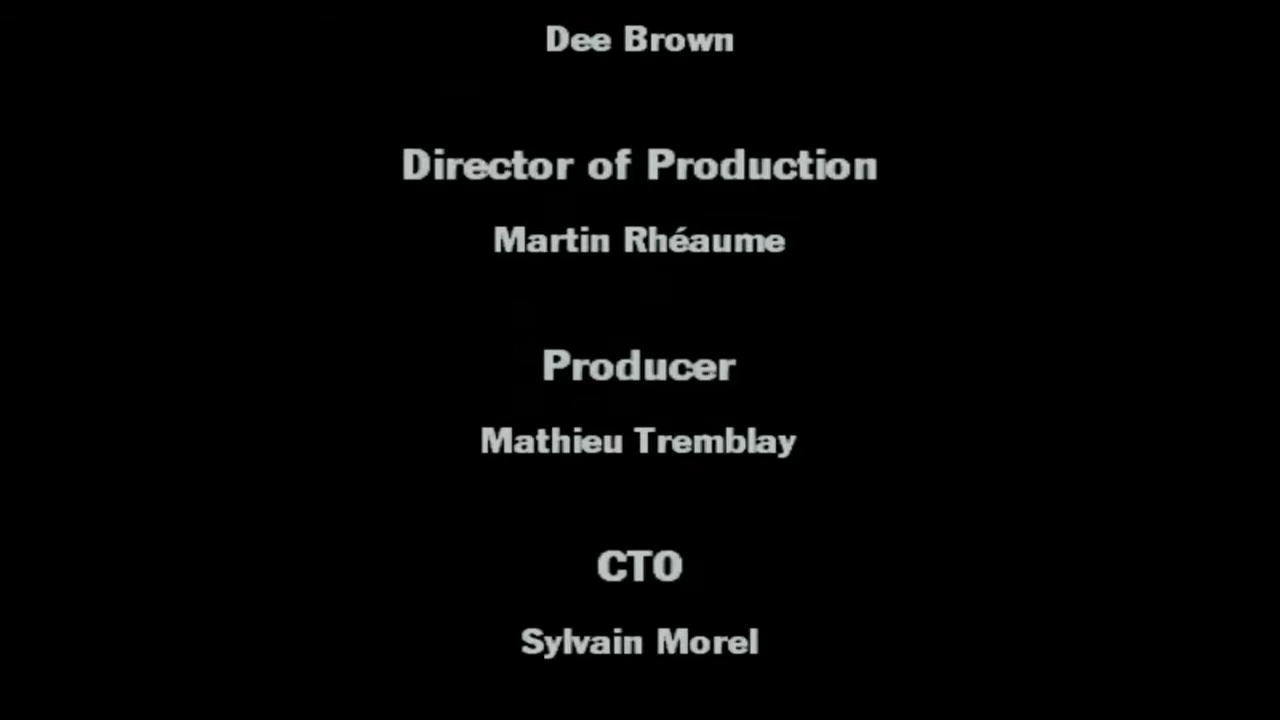 Dee Brown
Director of Production
Martin Rhéaume
Producer
Mathieu Tremblay
CTO
Sylvain Morel